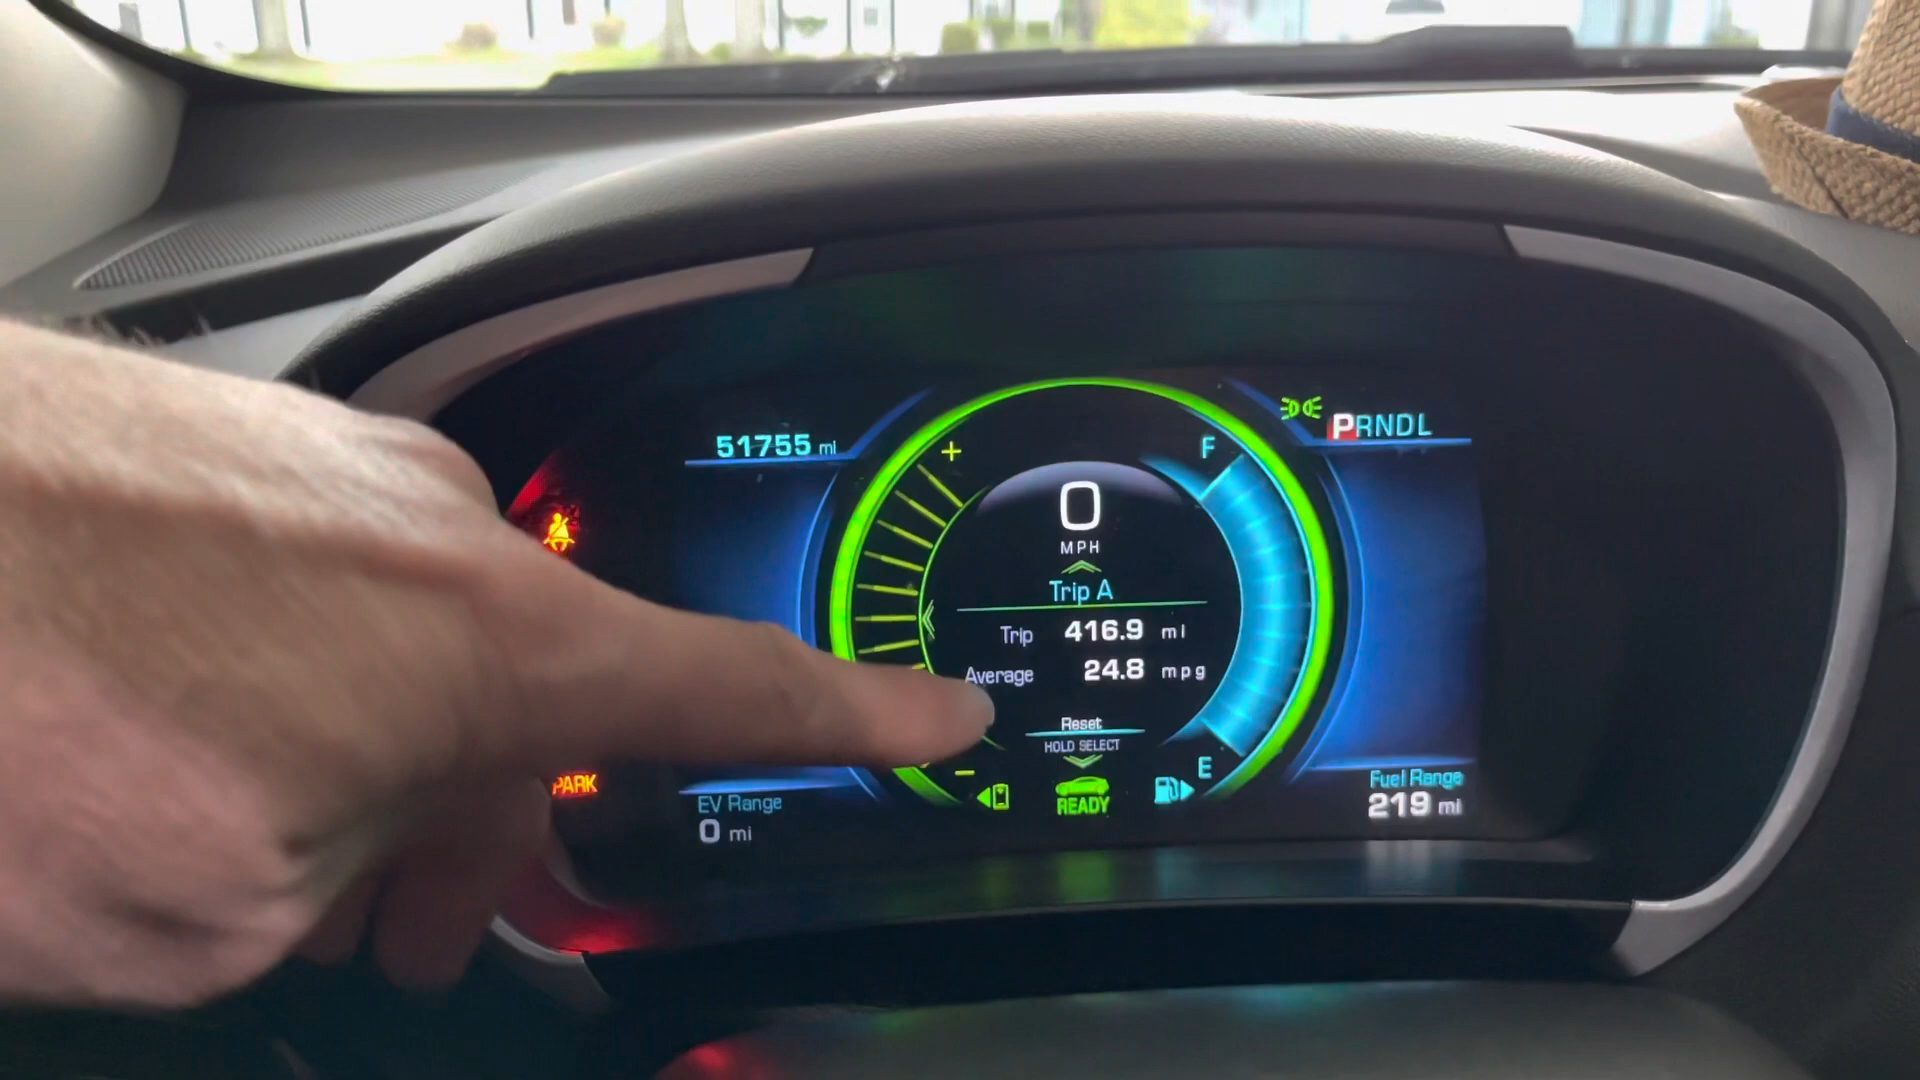 51755 mi
PRNDL
+
F
0
MPH
Trip A
Trip 416.9 mi
Average 24.8 mpg
Reset
HOLD SELECT
E
-
PARK
READY
EV Range
0 mi
Fuel Range
219 mi